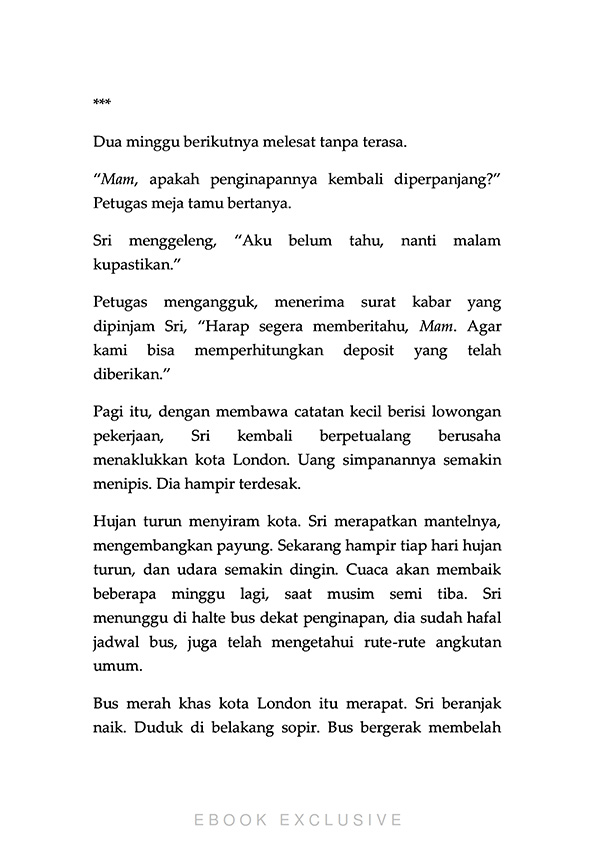 ***
Dua minggu berikutnya melesat tanpa terasa.
“Mam, apakah penginapannya kembali diperpanjang?”
Petugas meja tamu bertanya.
Sri menggeleng, “Aku belum tahu, nanti malam
kupastikan.”
Petugas mengangguk, menerima surat kabar yang
dipinjam Sri, “Harap segera memberitahu, Mam. Agar
kami bisa memperhitungkan deposit yang telah
diberikan.”
Pagi itu, dengan membawa catatan kecil berisi lowongan
pekerjaan, Sri kembali berpetualang berusaha
menaklukkan kota London. Uang simpanannya semakin
menipis. Dia hampir terdesak.
Hujan turun menyiram kota. Sri merapatkan mantelnya,
mengembangkan payung. Sekarang hampir tiap hari hujan
turun, dan udara semakin dingin. Cuaca akan membaik
beberapa minggu lagi, saat musim semi tiba. Sri
menunggu di halte bus dekat penginapan, dia sudah hafal
jadwal bus, juga telah mengetahui rute-rute angkutan
umum.
Bus merah khas kota London itu merapat. Sri beranjak
naik. Duduk di belakang sopir. Bus bergerak membelah
EBOOK EXCLUSIVE